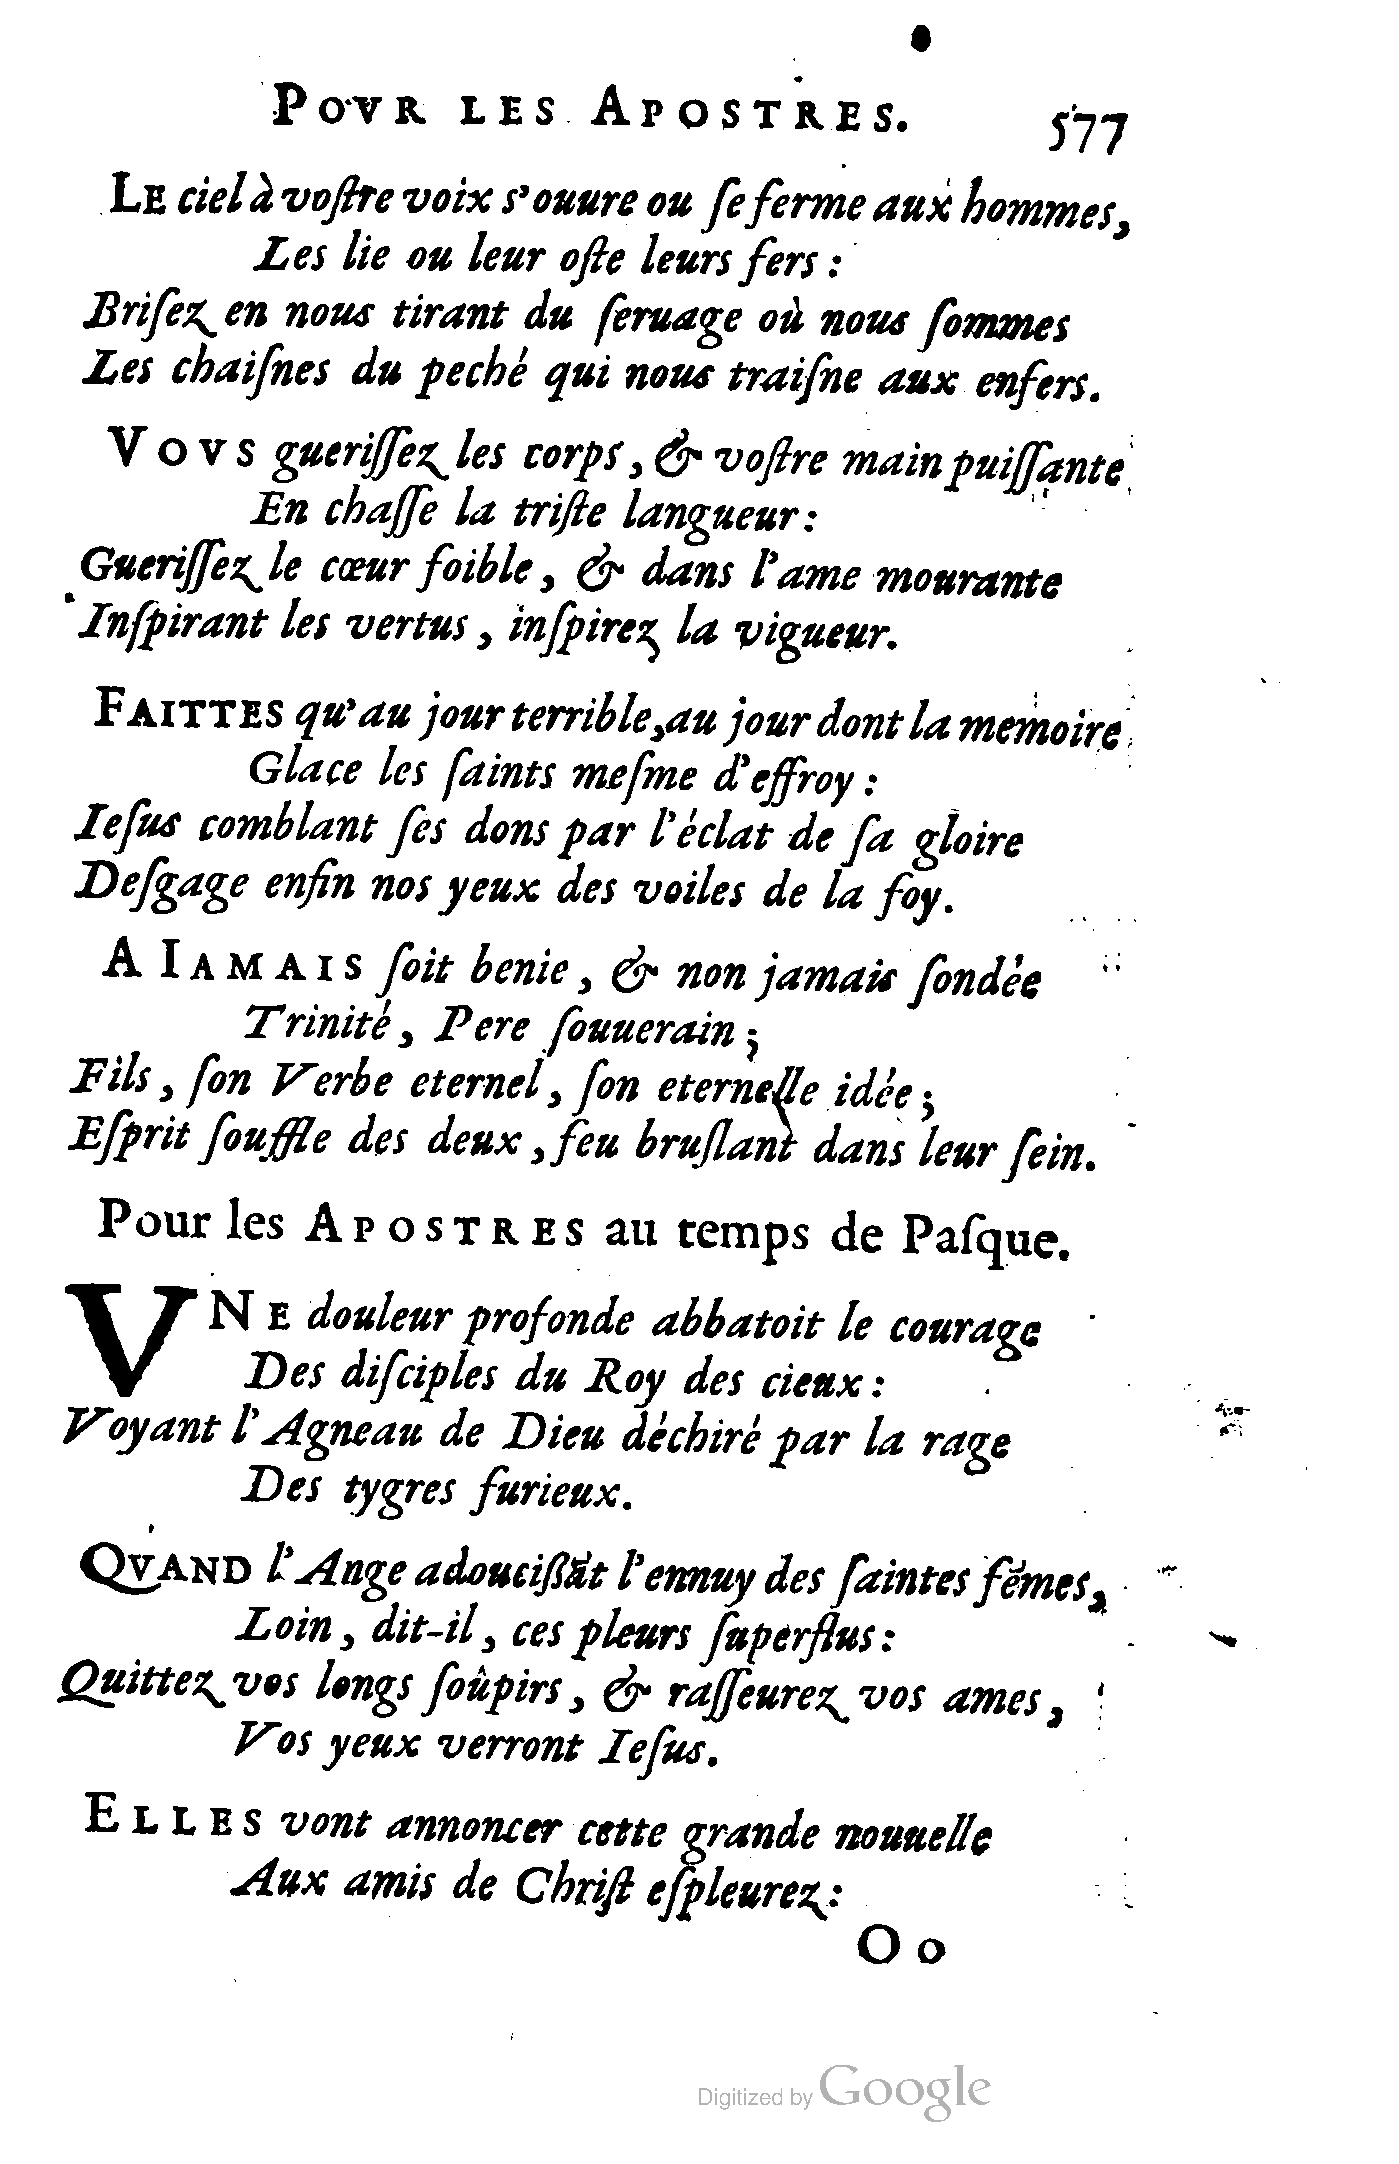 POVR LES APOSTRES. 577
LE ciel à voſtre voix s'ouure ou ſe ferme aux hommes,
Les lie ou leur oſte leurs fers :
Briſez en nous tirant du ſeruage où nous ſommes
Les chaiſnes du peché qui nous traiſne aux enfers.
VOVS gueriſſez les corps, & voſtre main puiſſante
En chaſſe la triſte langueur :
Gueriſſez le cœur foible, & dans l'ame mourante
Inſpirant les vertus, inſpirez la vigueur.
FAITTES qu'au jour terrible, au jour dont la memoire
Glace les ſaints meſme d'effroy :
Ieſus comblant ſes dons par l'éclat de ſa gloire
Deſgage enfin nos yeux des voiles de la foy.
A IAMAIS ſoit benie, & non jamais ſondée
Trinité, Pere ſouuerain ;
Fils, ſon Verbe eternel, ſon eternelle idée ;
Eſprit ſouffle des deux, feu bruſlant dans leur ſein.
Pour les APOSTRES au temps de Paſque.
VNE douleur profonde abbatoit le courage
Des diſciples du Roy des cieux :
Voyant l'Agneau de Dieu déchiré par la rage
Des tygres furieux.
QVAND l'Ange adouciſsāt l'ennuy des ſaintes fẽmes,
Loin, dit-il, ces pleurs ſuperflus :
Quittez vos longs ſoûpirs, & raſſeurez vos ames,
Vos yeux verront Ieſus.
ELLES vont annoncer cette grande nouuelle
Aux amis de Chriſt eſpleurez :
O o
Digitized by Google